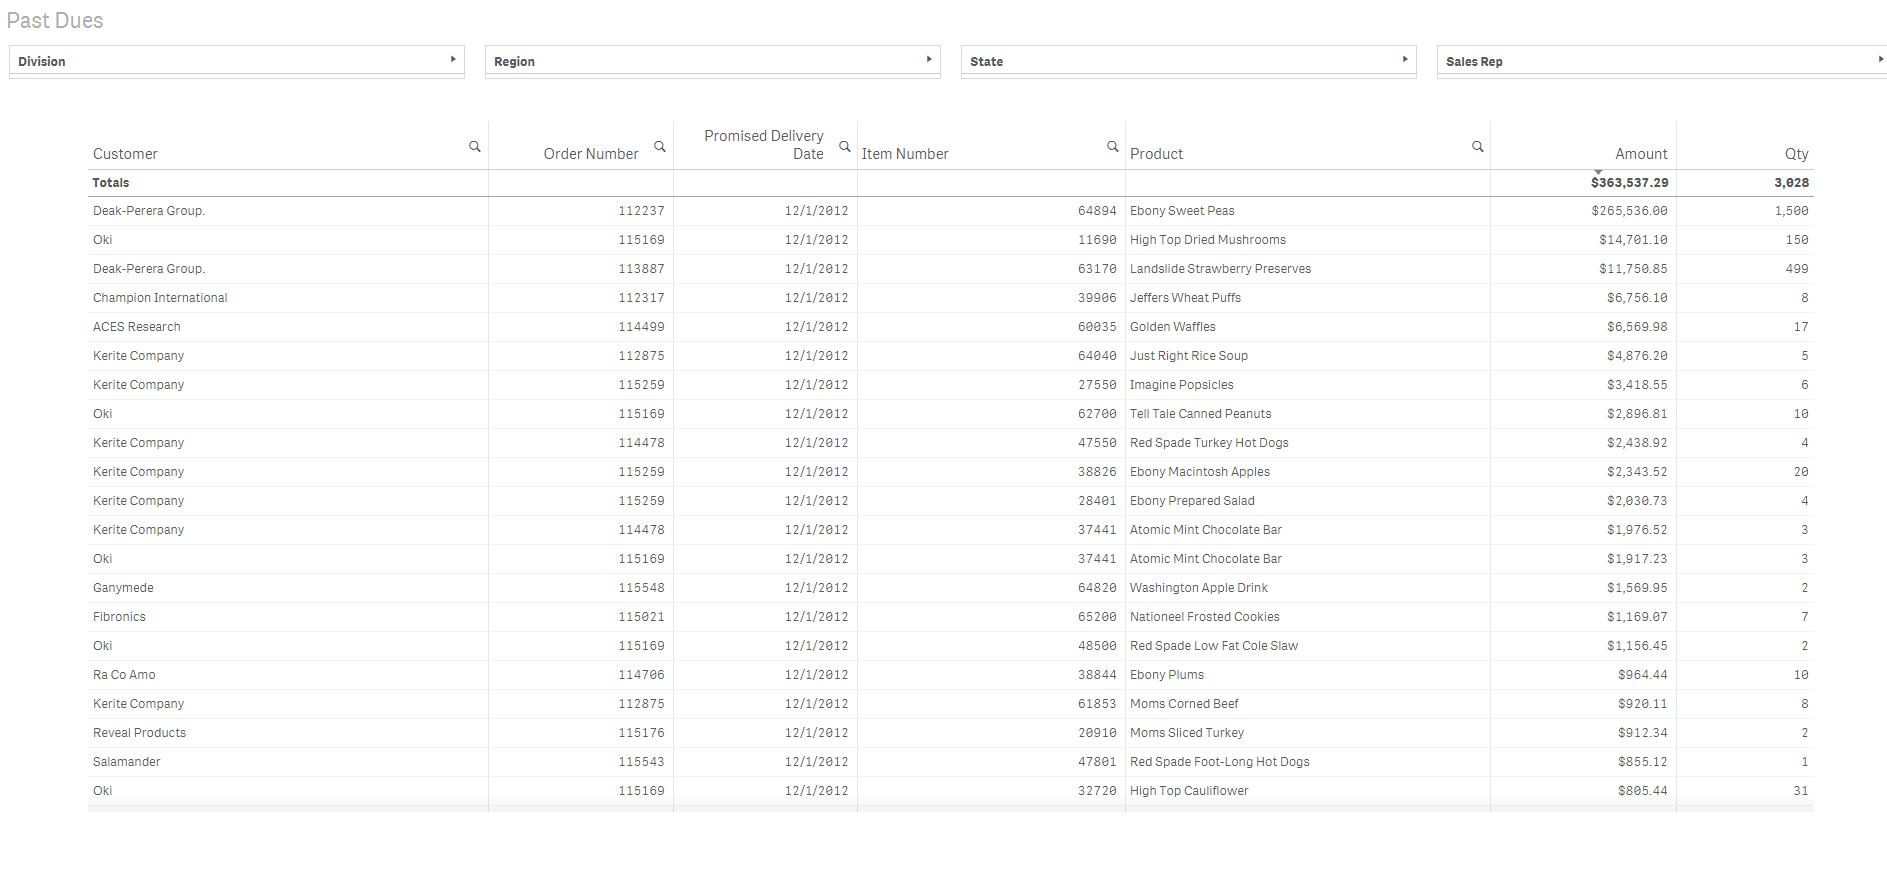 Past Dues
Division Region State Sales Rep
Customer Order Number Promised Delivery Date Item Number Product Amount Qty
Totals $363,537.29 3,028
Deak-Perera Group. 112237 12/1/2012 64894 Ebony Sweet Peas $265,536.00 1,500
Oki 115169 12/1/2012 11690 High Top Dried Mushrooms $14,701.10 150
Deak-Perera Group. 113887 12/1/2012 63170 Landslide Strawberry Preserves $11,750.85 499
Champion International 112317 12/1/2012 39906 Jeffers Wheat Puffs $6,756.10 8
ACES Research 114499 12/1/2012 60035 Golden Waffles $6,569.98 17
Kerite Company 112875 12/1/2012 64040 Just Right Rice Soup $4,876.20 5
Kerite Company 115259 12/1/2012 27550 Imagine Popsicles $3,418.55 6
Oki 115169 12/1/2012 62700 Tell Tale Canned Peanuts $2,896.81 10
Kerite Company 114478 12/1/2012 47550 Red Spade Turkey Hot Dogs $2,438.92 4
Kerite Company 115259 12/1/2012 38826 Ebony Macintosh Apples $2,343.52 20
Kerite Company 115259 12/1/2012 28401 Ebony Prepared Salad $2,030.73 4
Kerite Company 114478 12/1/2012 37441 Atomic Mint Chocolate Bar $1,976.52 3
Oki 115169 12/1/2012 37441 Atomic Mint Chocolate Bar $1,917.23 3
Ganymede 115548 12/1/2012 64820 Washington Apple Drink $1,569.95 2
Fibronics 115021 12/1/2012 65200 Nationeel Frosted Cookies $1,169.07 7
Oki 115169 12/1/2012 48500 Red Spade Low Fat Cole Slaw $1,156.45 2
Ra Co Amo 114706 12/1/2012 38844 Ebony Plums $964.44 10
Kerite Company 112875 12/1/2012 61853 Moms Corned Beef $920.11 8
Reveal Products 115176 12/1/2012 20910 Moms Sliced Turkey $912.34 2
Salamander 115543 12/1/2012 47801 Red Spade Foot-Long Hot Dogs $855.12 1
Oki 115169 12/1/2012 32720 High Top Cauliflower $805.44 31